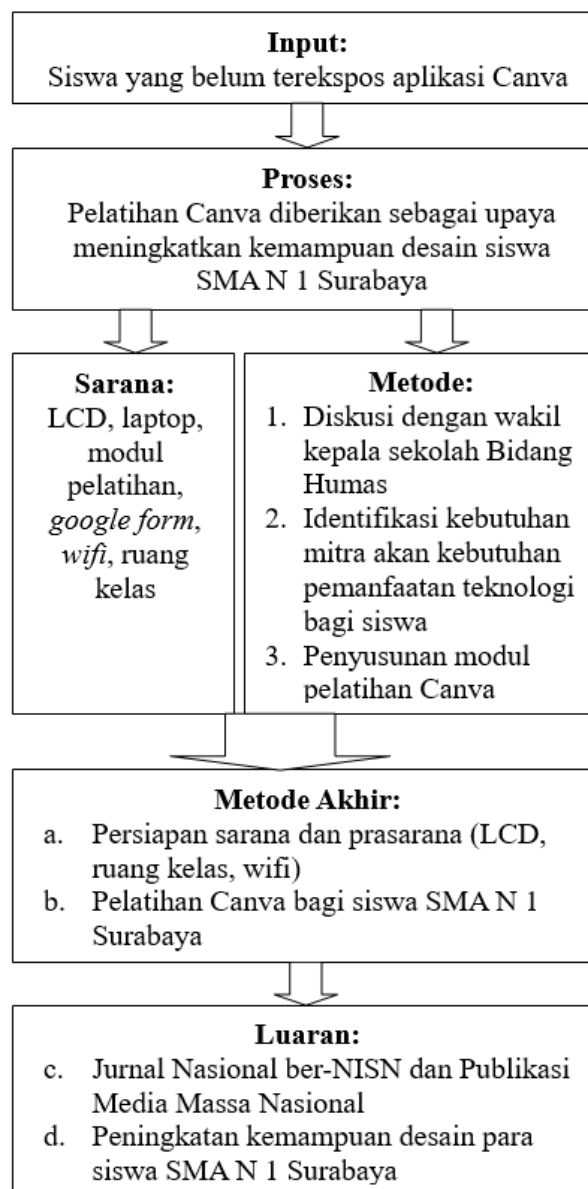 Input:
Siswa yang belum terekspos aplikasi Canva
Proses:
Pelatihan Canva diberikan sebagai upaya
meningkatkan kemampuan desain siswa
SMA N 1 Surabaya
Sarana:
LCD, laptop,
modul
pelatihan,
google form,
wifi, ruang
kelas
Metode:
1. Diskusi dengan wakil
kepala sekolah Bidang
Humas
2. Identifikasi kebutuhan
mitra akan kebutuhan
pemanfaatan teknologi
bagi siswa
3. Penyusunan modul
pelatihan Canva
Metode Akhir:
a. Persiapan sarana dan prasarana (LCD,
ruang kelas, wifi)
b. Pelatihan Canva bagi siswa SMA N 1
Surabaya
Luaran:
c. Jurnal Nasional ber-NISN dan Publikasi
Media Massa Nasional
d. Peningkatan kemampuan desain para
siswa SMA N 1 Surabaya